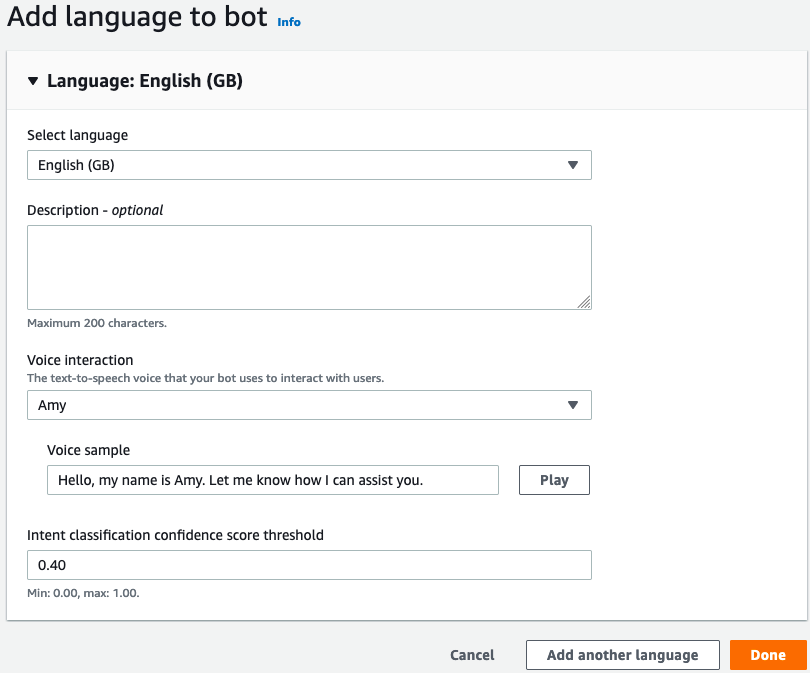 Add language to bot Info
Language: English (GB)
Select language
English (GB)
Description - optional
Maximum 200 characters.
Voice interaction
The text-to-speech voice that your bot uses to interact with users.
Amy
Voice sample
Hello, my name is Amy. Let me know how I can assist you.
Play
Intent classification confidence score threshold
0.40
Min: 0.00, max: 1.00.
Cancel
Add another language
Done